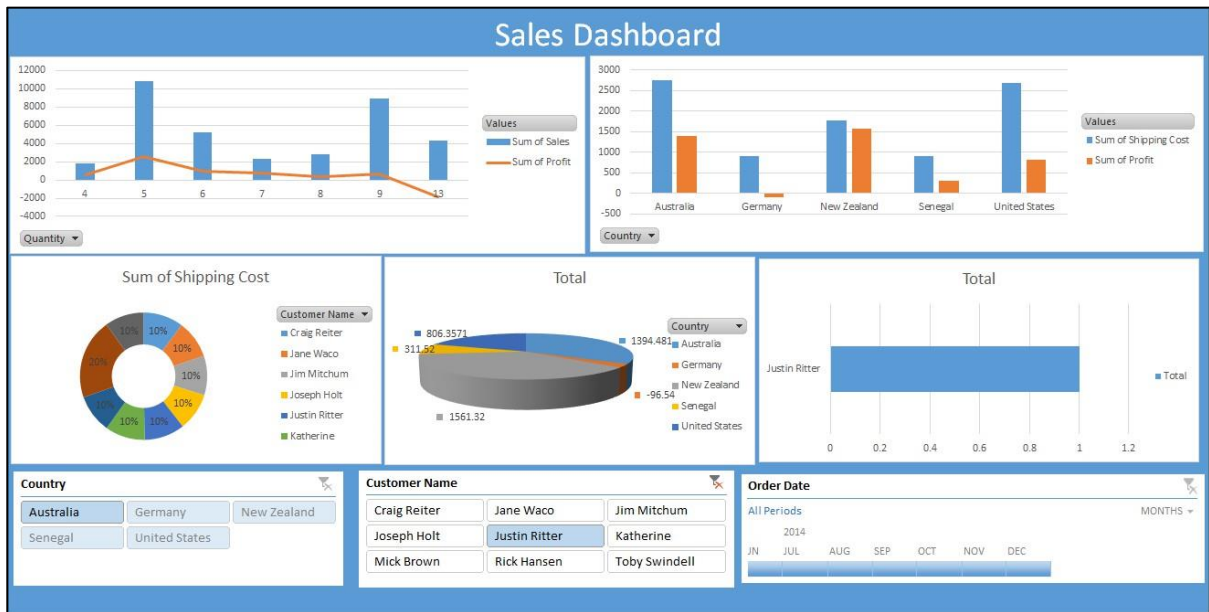 Sales Dashboard
12000
10000
8000
6000
4000
2000
0
-2000
-4000
4 5 6 7 8 9 13
Values
Sum of Sales
Sum of Profit
Quantity
3000
2500
2000
1500
1000
500
0
-500
Australia Germany New Zealand Senegal United States
Values
Sum of Shipping Cost
Sum of Profit
Country
Sum of Shipping Cost
10% 10%
20% 10%
10% 10%
10% 10% 10%
Customer Name
Craig Reiter
Jane Waco
Jim Mitchum
Joseph Holt
Justin Ritter
Katherine
Total
806.3571
311.52
1394.481
-96.54
1561.32
Country
Australia
Germany
New Zealand
Senegal
United States
Total
Justin Ritter
0 0.2 0.4 0.6 0.8 1 1.2
Total
Country
Australia Germany New Zealand
Senegal United States
Customer Name
Craig Reiter Jane Waco Jim Mitchum
Joseph Holt Justin Ritter Katherine
Mick Brown Rick Hansen Toby Swindell
Order Date
All Periods MONTHS
2014
JN JUL AUG SEP OCT NOV DEC